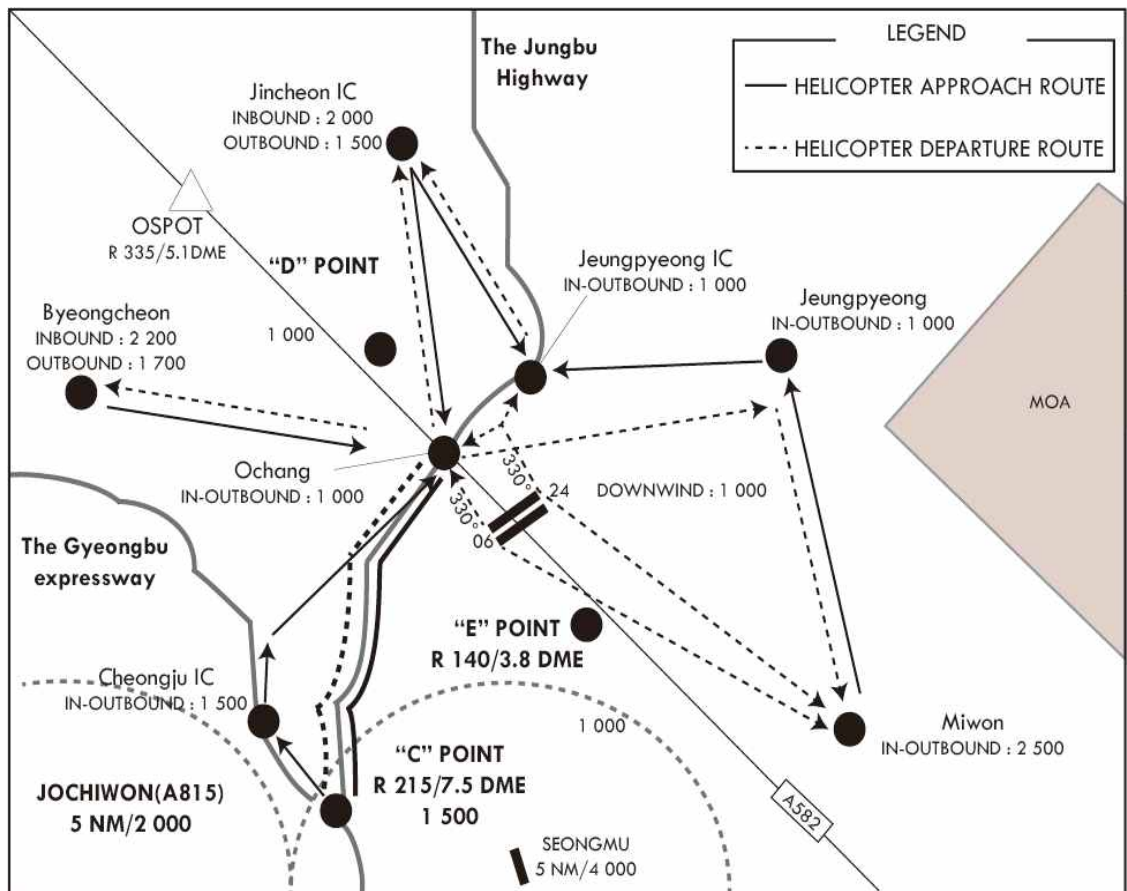 The Jungbu
Highway
LEGEND
HELICOPTER APPROACH ROUTE
HELICOPTER DEPARTURE ROUTE
Jincheon IC
INBOUND : 2 000
OUTBOUND : 1 500
OSPOT
R 335/5.1DME
“D” POINT
1 000
Jeungpyeong IC
IN-OUTBOUND : 1 000
Jeungpyeong
IN-OUTBOUND : 1 000
Byeongcheon
INBOUND : 2 200
OUTBOUND : 1 700
MOA
Ochang
IN-OUTBOUND : 1 000
330°
330°
24
06
DOWNWIND : 1 000
The Gyeongbu
expressway
“E” POINT
R 140/3.8 DME
Cheongju IC
IN-OUTBOUND : 1 500
1 000
Miwon
IN-OUTBOUND : 2 500
“C” POINT
R 215/7.5 DME
1 500
JOCHIWON(A815)
5 NM/2 000
A582
SEONGMU
5 NM/4 000